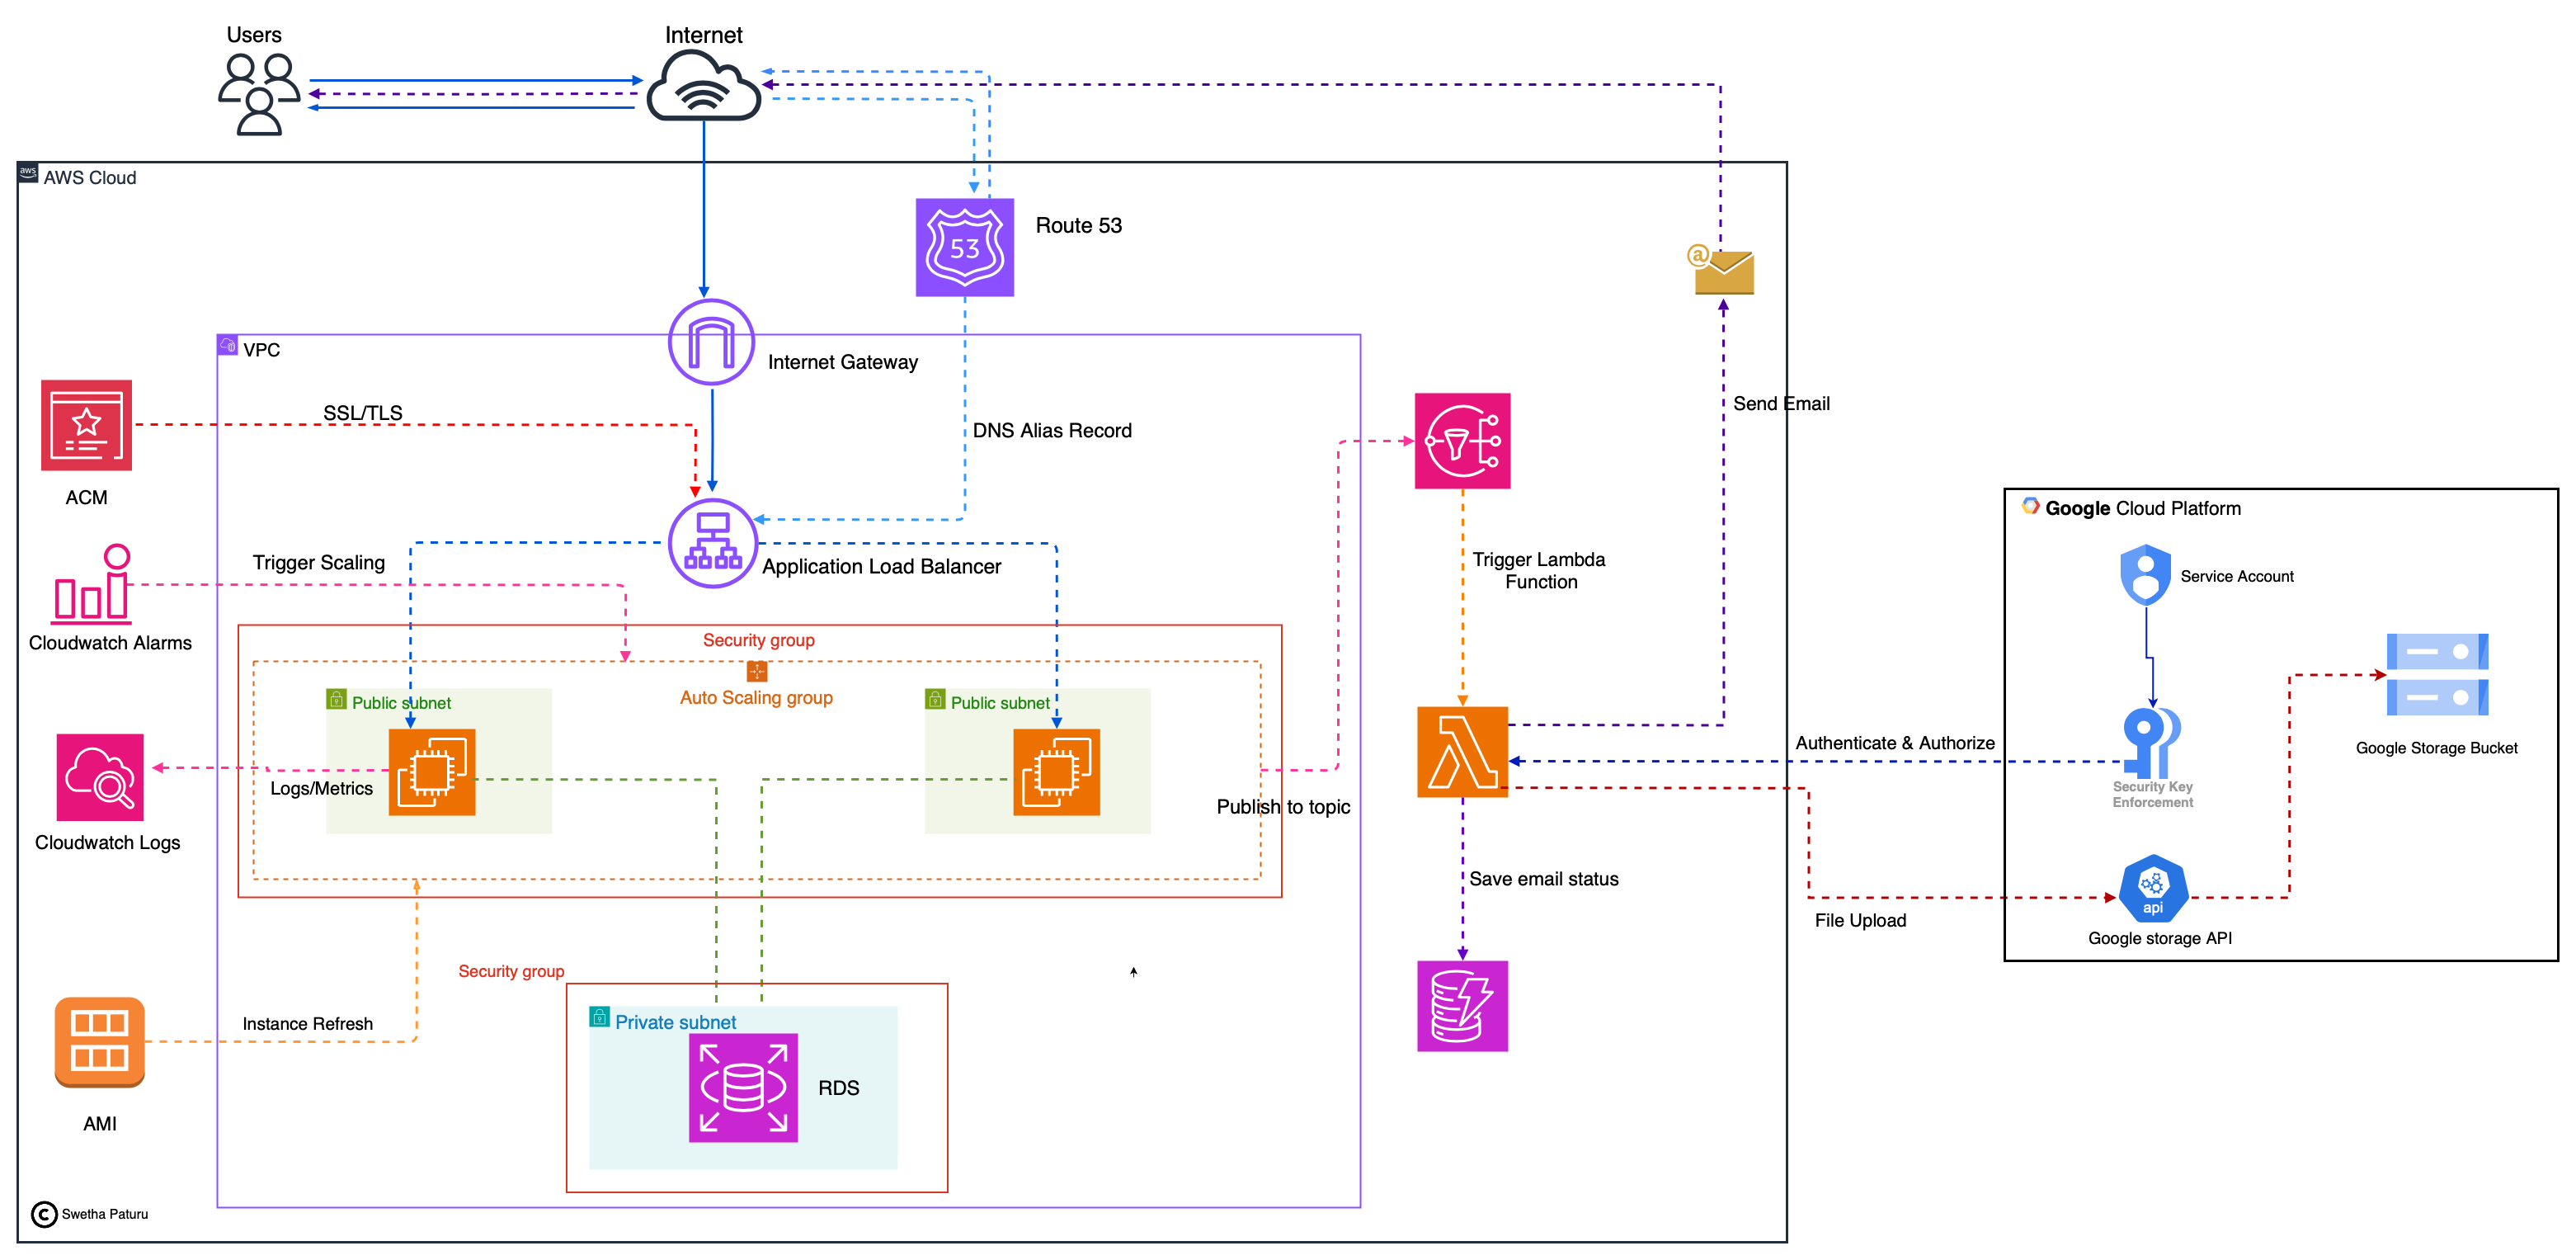 Users
Internet
aws
AWS Cloud
53
Route 53
VPC
Internet Gateway
ACM
SSL/TLS
DNS Alias Record
@
Send Email
Application Load Balancer
Trigger Scaling
Cloudwatch Alarms
Trigger Lambda
Function
Security group
Auto Scaling group
Public subnet
Public subnet
Logs/Metrics
Cloudwatch Logs
Publish to topic
Google Cloud Platform
Service Account
Authenticate & Authorize
Security Key
Enforcement
Google Storage Bucket
Save email status
File Upload
api
Google storage API
Security group
Private subnet
RDS
Instance Refresh
AMI
© Swetha Paturu